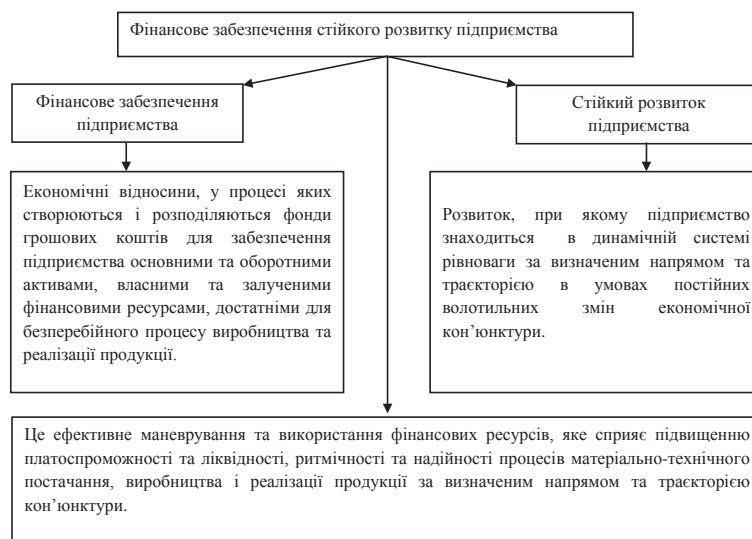 Фінансове забезпечення стійкого розвитку підприємства
Фінансове забезпечення
підприємства
Стійкий розвиток
підприємства
Економічні відносини, у процесі яких
створюються і розподіляються фонди
грошових коштів для забезпечення
підприємства основними та оборотними
активами, власними та залученими
фінансовими ресурсами, достатніми для
безперебійного процесу виробництва та
реалізації продукції.
Розвиток, при якому підприємство
знаходиться в динамічній системі
рівноваги за визначеним напрямом та
траєкторією в умовах постійних
волотильних змін економічної
кон’юнктури.
Це ефективне маневрування та використання фінансових ресурсів, яке сприяє підвищенню
платоспроможності та ліквідності, ритмічності та надійності процесів матеріально-технічного
постачання, виробництва і реалізації продукції за визначеним напрямом та траєкторією
кон’юнктури.